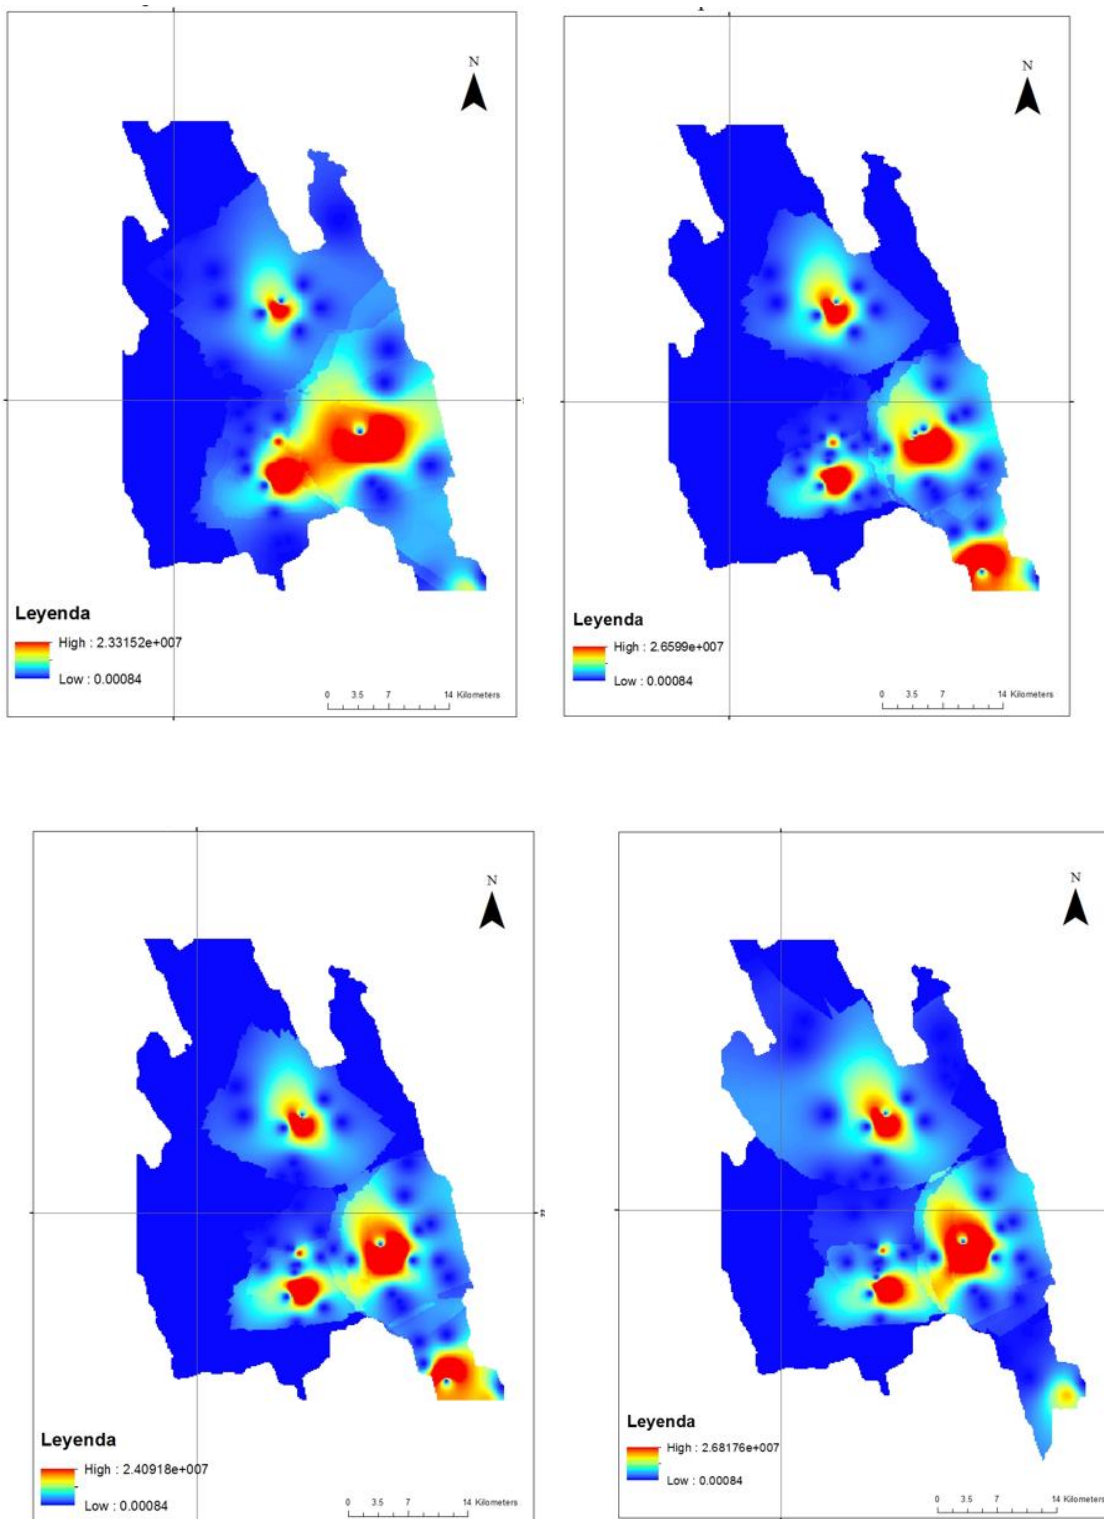 N
N
Leyenda
High : 2.33152e+007
Low : 0.00084
0 3.5 7 14 Kilometers
Leyenda
High : 2.6599e+007
Low : 0.00084
0 3.5 7 14 Kilometers
N
N
Leyenda
High : 2.40918e+007
Low : 0.00084
0 3.5 7 14 Kilometers
Leyenda
High : 2.68176e+007
Low : 0.00084
0 3.5 7 14 Kilometers